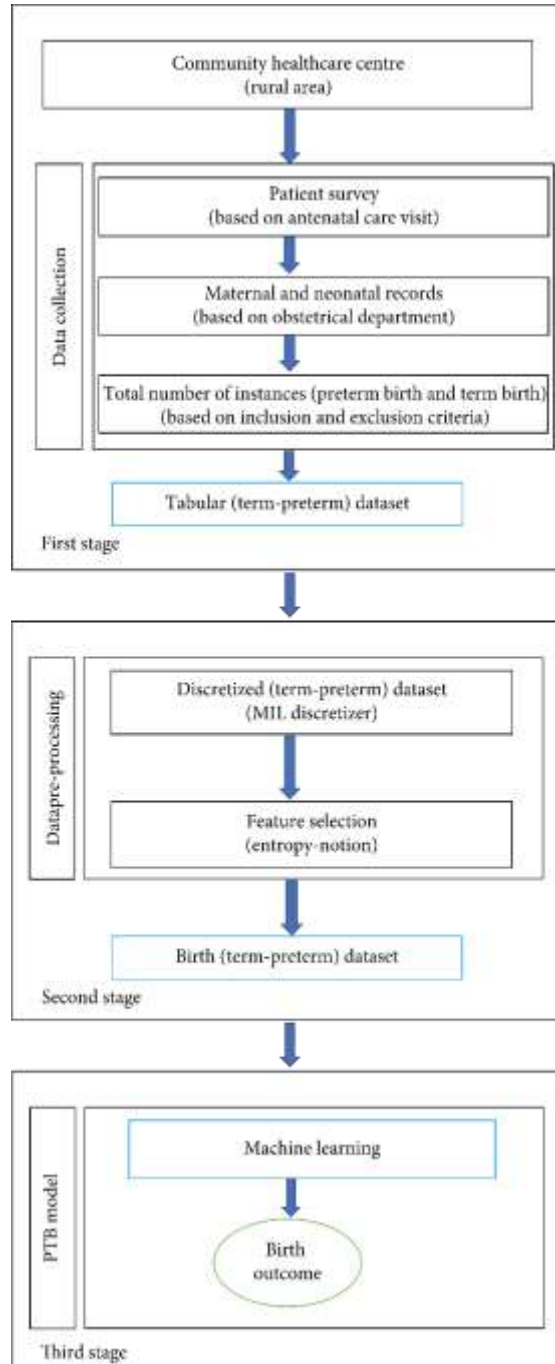 Community healthcare centre
(rural area)
Data collection
Patient survey
(based on antenatal care visit)
Maternal and neonatal records
(based on obstetrical department)
Total number of instances (preterm birth and term birth)
(based on inclusion and exclusion criteria)
Tabular (term-preterm) dataset
First stage
Datapre-processing
Discretized (term-preterm) dataset
(MIL discretizer)
Feature selection
(entropy-notion)
Birth (term-preterm) dataset
Second stage
PTB model
Machine learning
Birth
outcome
Third stage